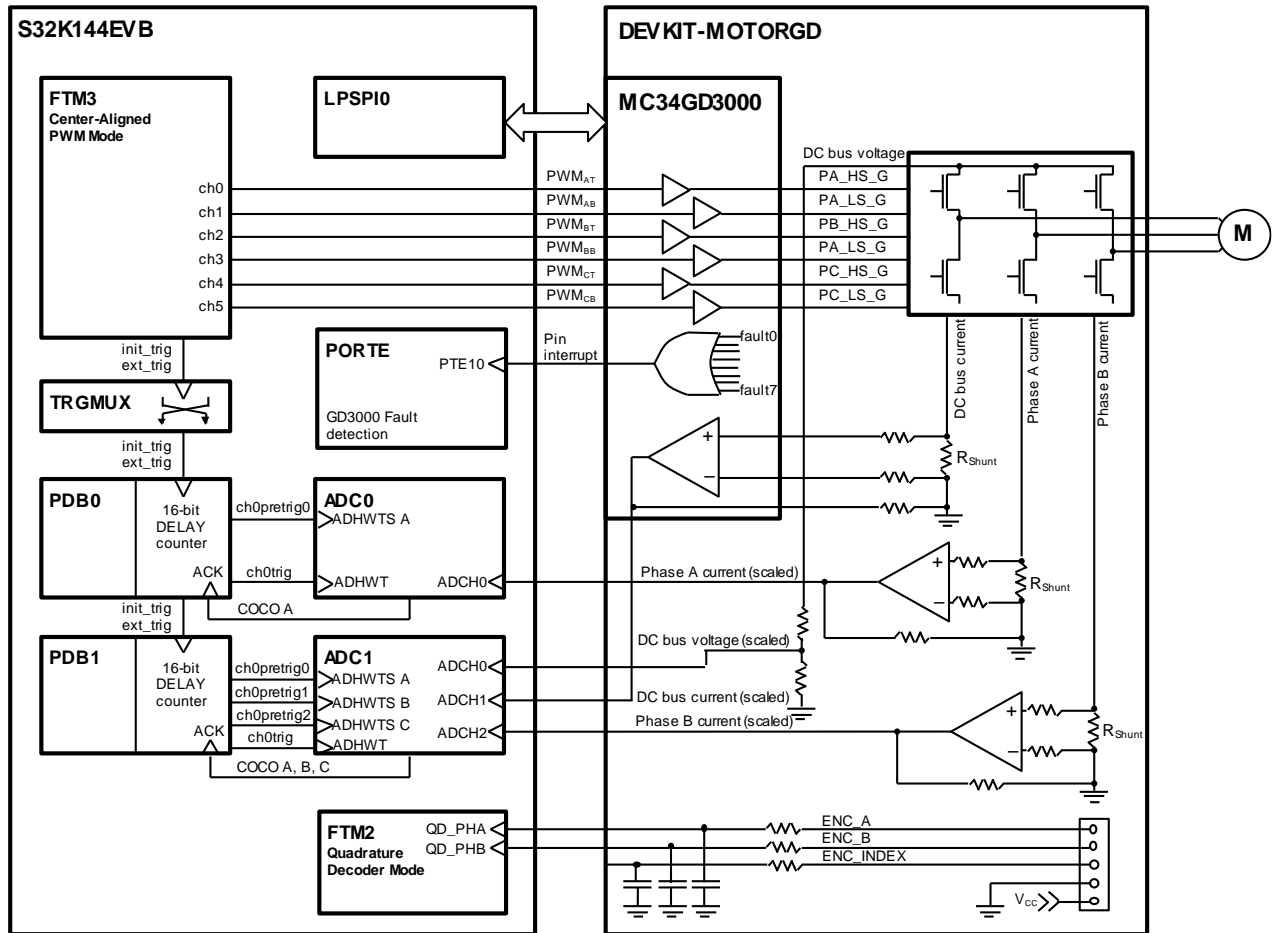 S32K144EVB
DEVKIT-MOTORGD
FTM3
Center-Aligned
PWM Mode
ch0
ch1
ch2
ch3
ch4
ch5
LPSPI0
MC34GD3000
PWMAT
PWMAB
PWMBT
PWMBB
PWMCT
PWMCB
DC bus voltage
PA_HS_G
PA_LS_G
PB_HS_G
PA_LS_G
PC_HS_G
PC_LS_G
M
init_trig
ext_trig
TRGMUX
init_trig
ext_trig
PORTE
PTE10
GD3000 Fault
detection
Pin
interrupt
fault0
fault7
DC bus current
Phase A current
Phase B current
+
−
RShunt
PDB0
16-bit
DELAY
counter
ACK
ch0pretrig0
ch0trig
COCO A
ADC0
ADHWTS A
ADHWT
ADCH0
Phase A current (scaled)
+
−
RShunt
init_trig
ext_trig
PDB1
16-bit
DELAY
counter
ACK
ch0pretrig0
ch0pretrig1
ch0pretrig2
ch0trig
COCO A, B, C
ADC1
ADHWTS A
ADHWTS B
ADHWTS C
ADHWT
ADCH0
ADCH1
ADCH2
DC bus voltage (scaled)
DC bus current (scaled)
Phase B current (scaled)
+
−
RShunt
FTM2
Quadrature
Decoder Mode
QD_PHA
QD_PHB
ENC_A
ENC_B
ENC_INDEX
VCC